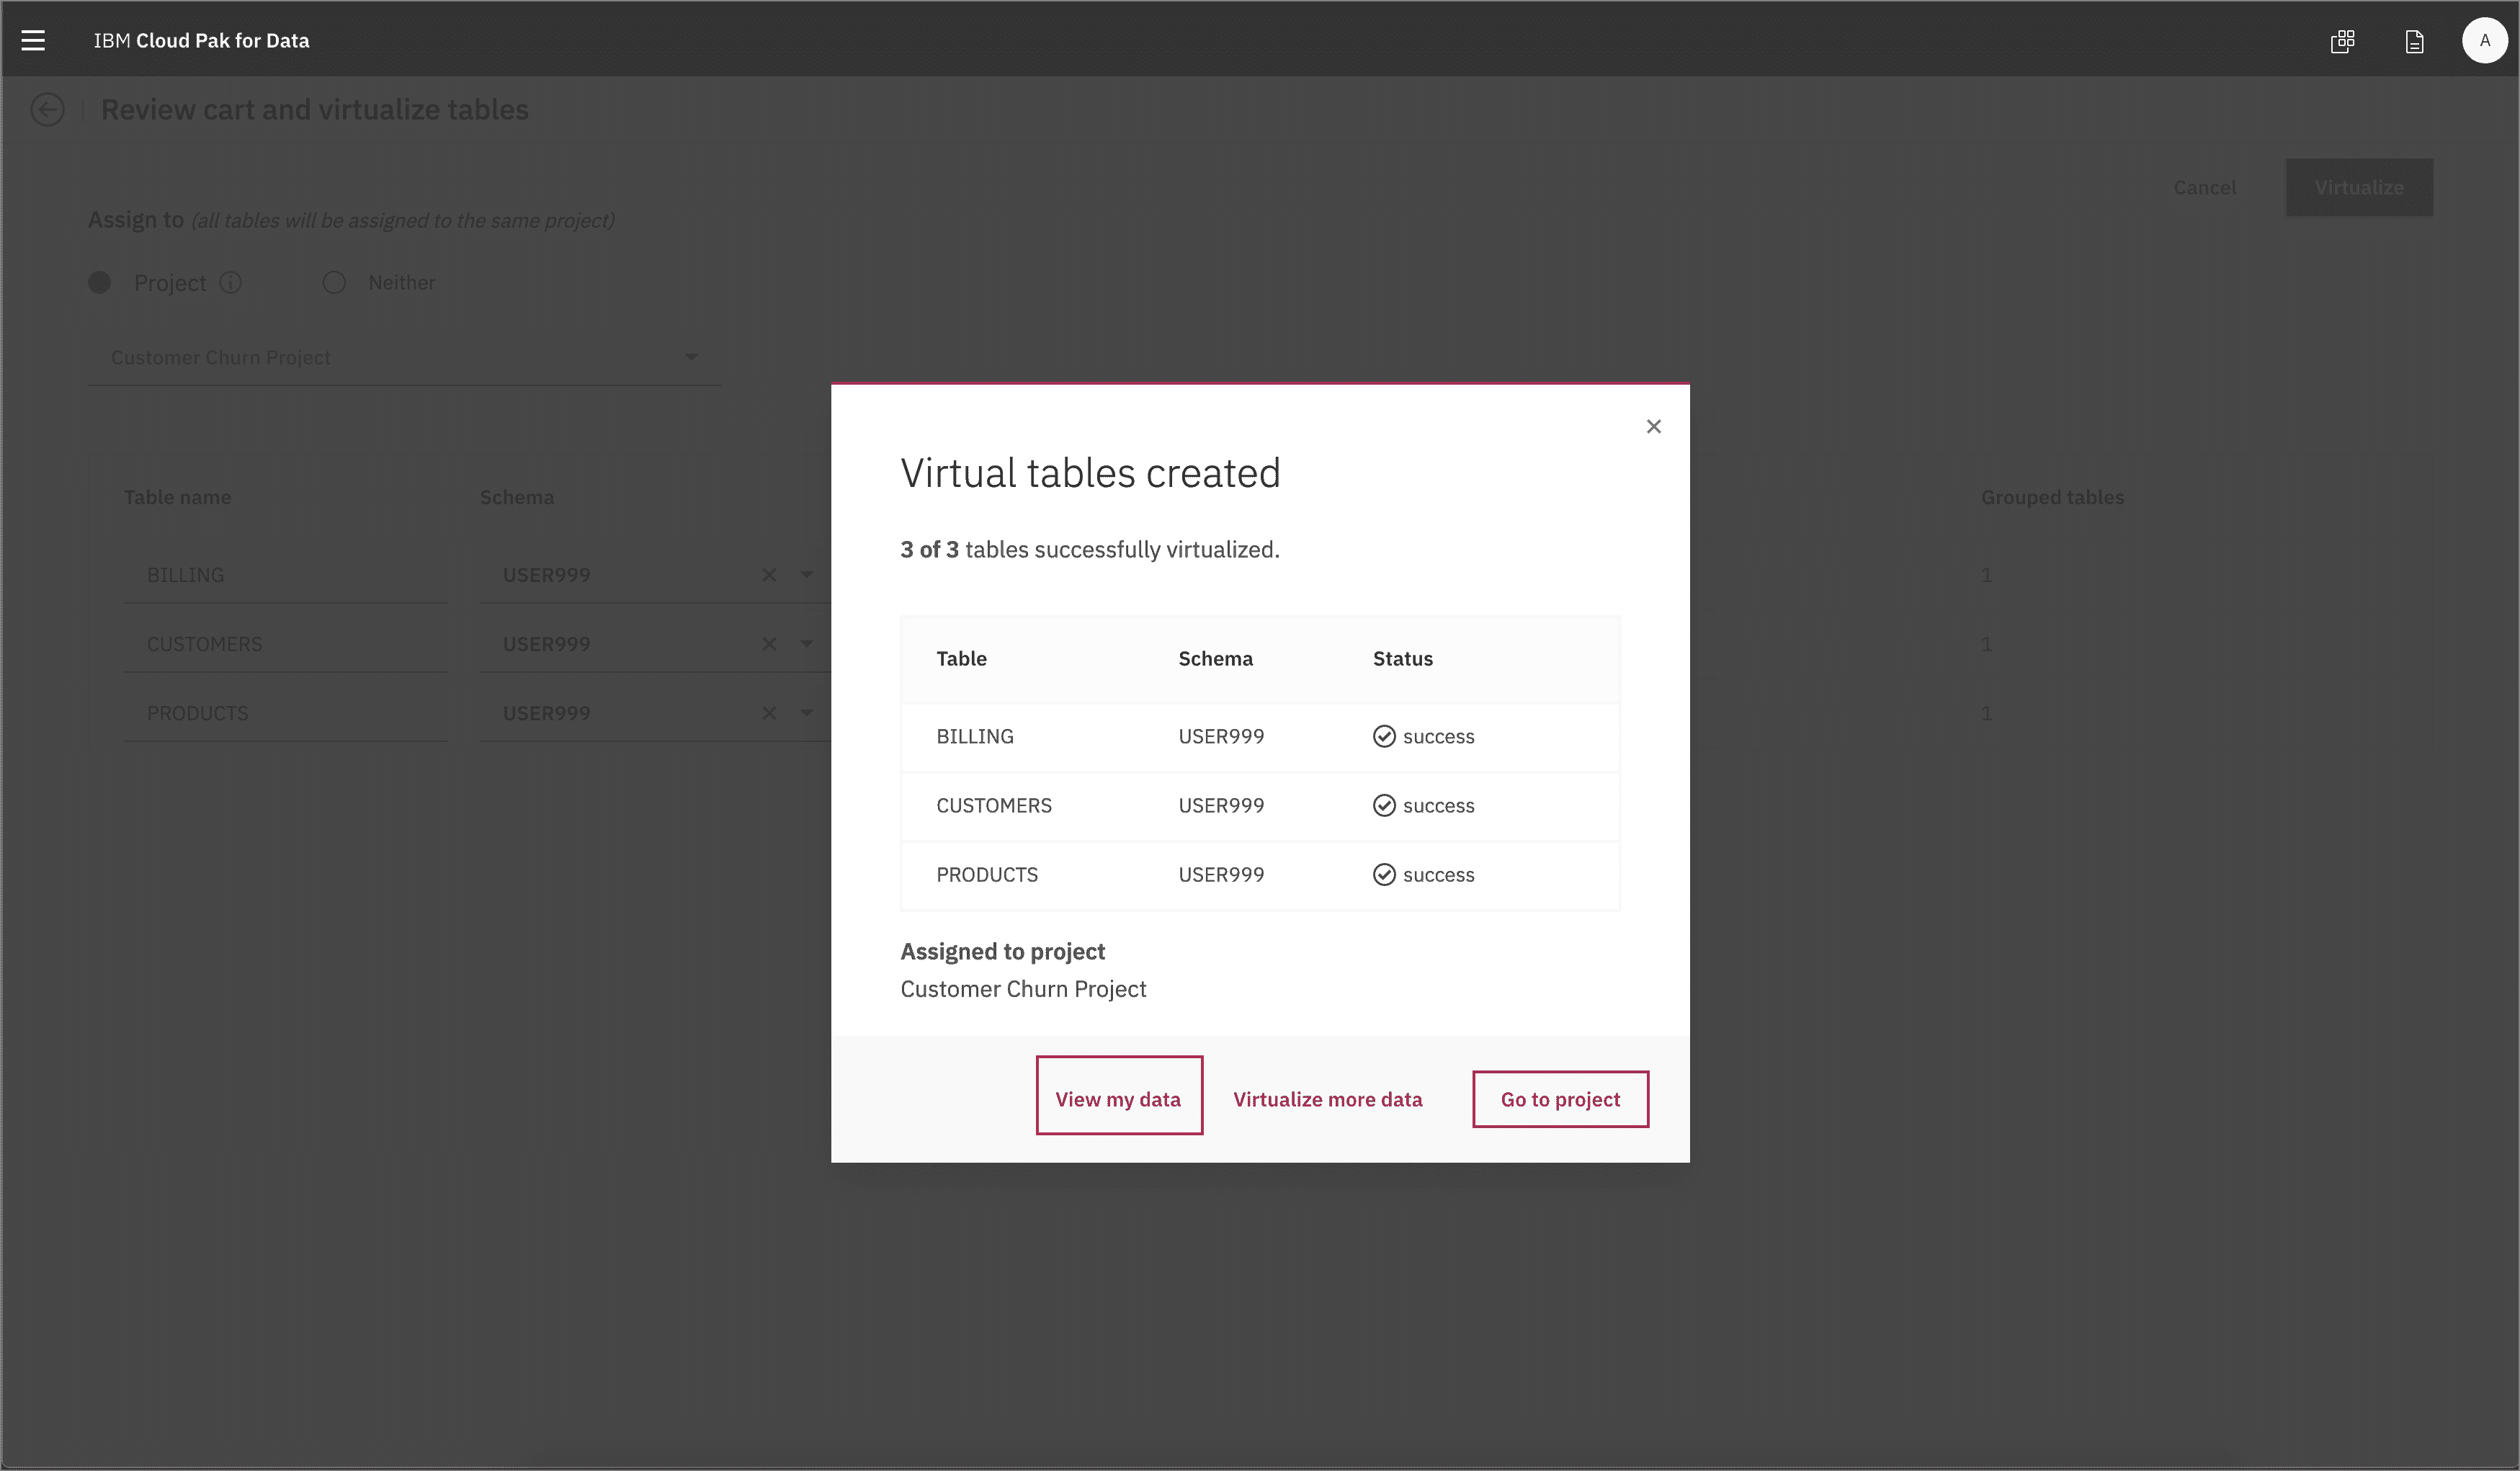 IBM Cloud Pak for Data
A
Review cart and virtualize tables
Cancel
Virtualize
Assign to (all tables will be assigned to the same project)
Project
Neither
Customer Churn Project
Table name
Schema
Grouped tables
BILLING
USER999
1
CUSTOMERS
USER999
1
PRODUCTS
USER999
1
Virtual tables created
3 of 3 tables successfully virtualized.
Table Schema Status
BILLING USER999 success
CUSTOMERS USER999 success
PRODUCTS USER999 success
Assigned to project
Customer Churn Project
View my data
Virtualize more data
Go to project